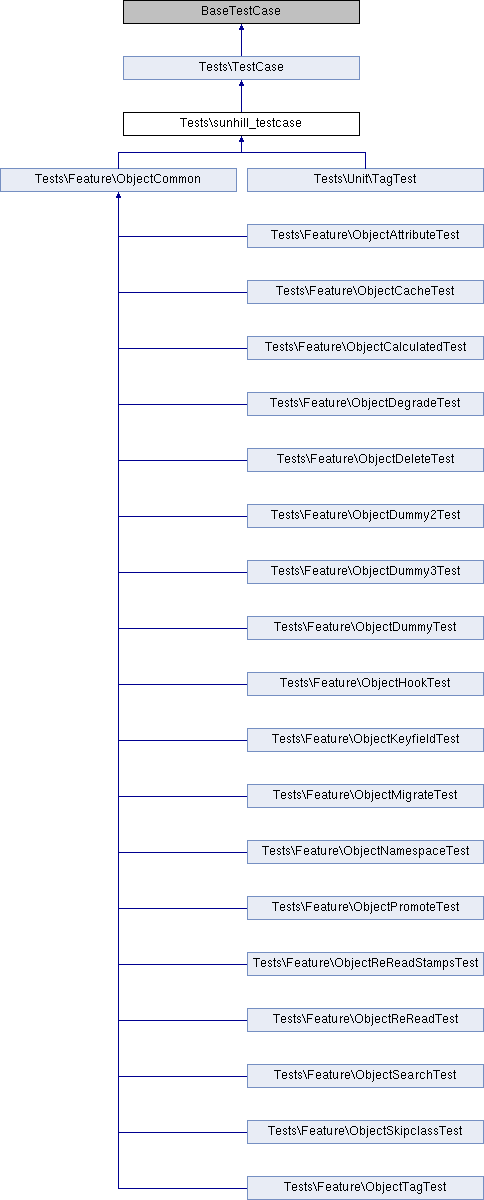 BaseTestCase
Tests\TestCase
Tests\sunhill_testcase
Tests\Feature\ObjectCommon
Tests\Unit\TagTest
Tests\Feature\ObjectAttributeTest
Tests\Feature\ObjectCacheTest
Tests\Feature\ObjectCalculatedTest
Tests\Feature\ObjectDegradeTest
Tests\Feature\ObjectDeleteTest
Tests\Feature\ObjectDummy2Test
Tests\Feature\ObjectDummy3Test
Tests\Feature\ObjectDummyTest
Tests\Feature\ObjectHookTest
Tests\Feature\ObjectKeyfieldTest
Tests\Feature\ObjectMigrateTest
Tests\Feature\ObjectNamespaceTest
Tests\Feature\ObjectPromoteTest
Tests\Feature\ObjectReReadStampsTest
Tests\Feature\ObjectReReadTest
Tests\Feature\ObjectSearchTest
Tests\Feature\ObjectSkipclassTest
Tests\Feature\ObjectTagTest